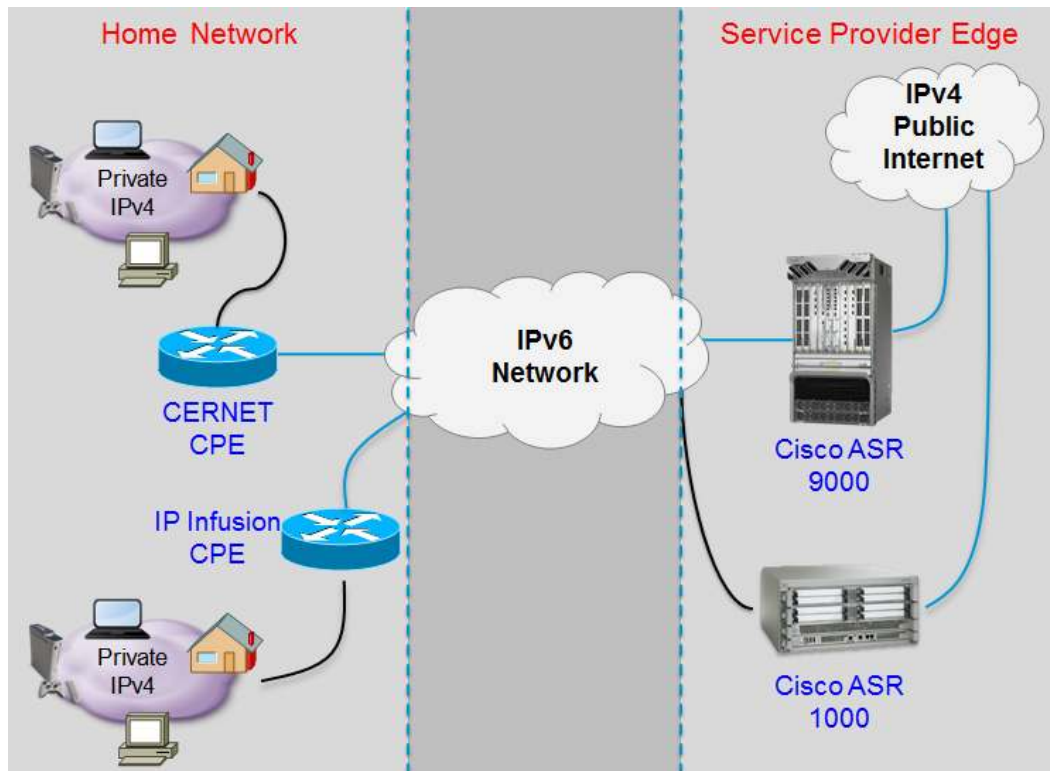 Home Network
Service Provider Edge
IPv4
Public
Internet
Private
IPv4
IPv6
Network
CERNET
CPE
Cisco ASR
9000
IP Infusion
CPE
Private
IPv4
Cisco ASR
1000